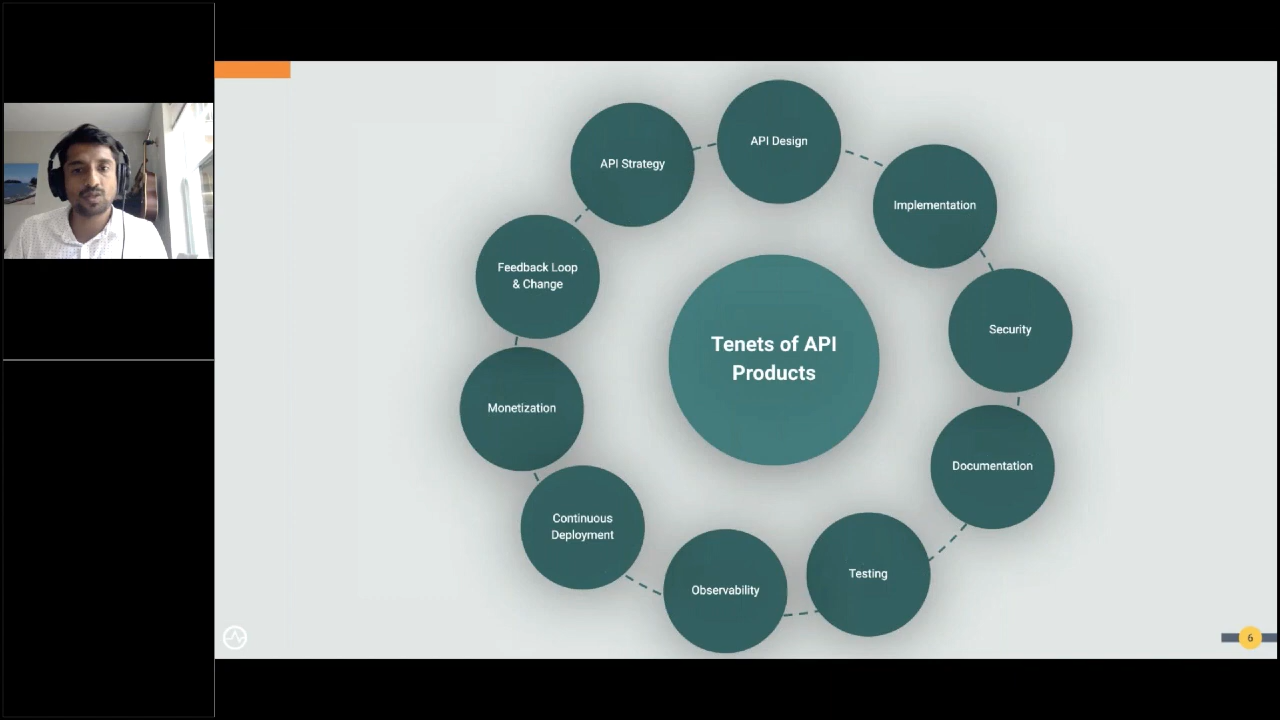 Tenets of API
Products
API Strategy
API Design
Implementation
Security
Documentation
Testing
Observability
Continuous
Deployment
Monetization
Feedback Loop
& Change
6